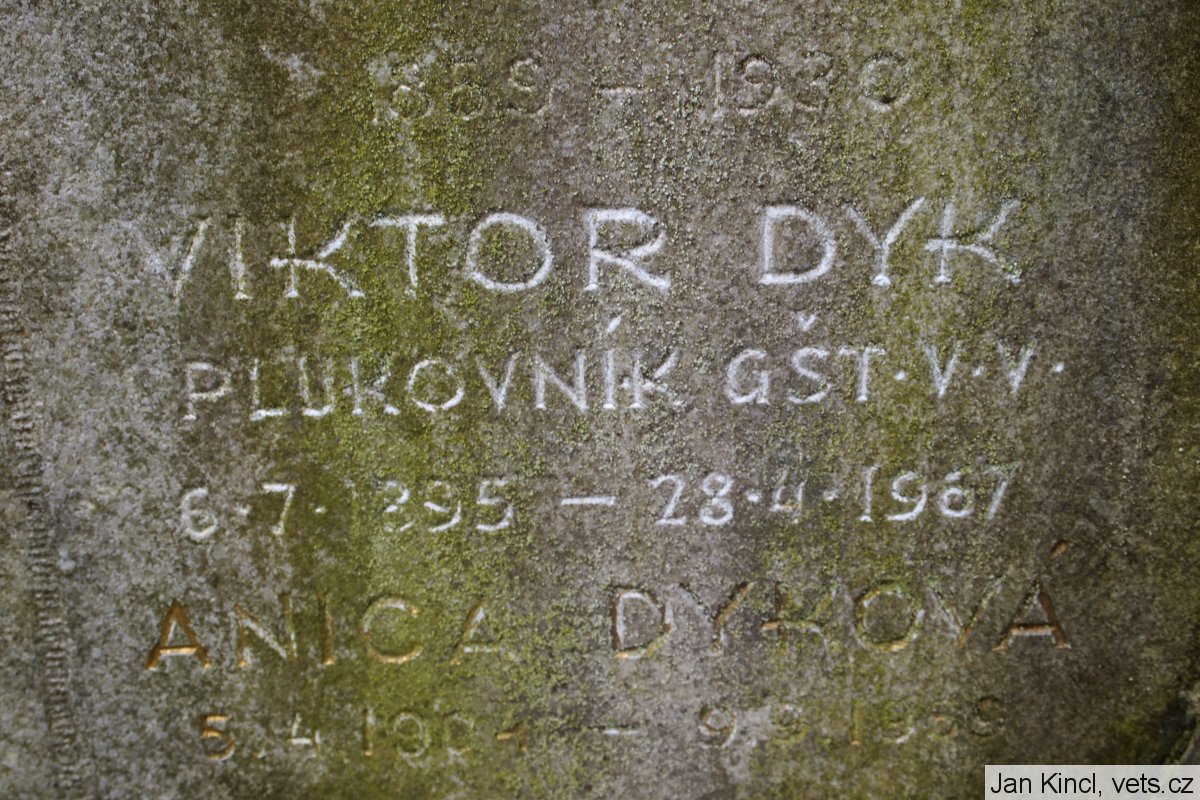 1859 – 1930
VIKTOR DYK
PLUKOVNÍK GŠT. V. V.
6. 7. 1895 – 28. 4. 1967
ANICA DYKOVÁ
Jan Kincl, vets.cz